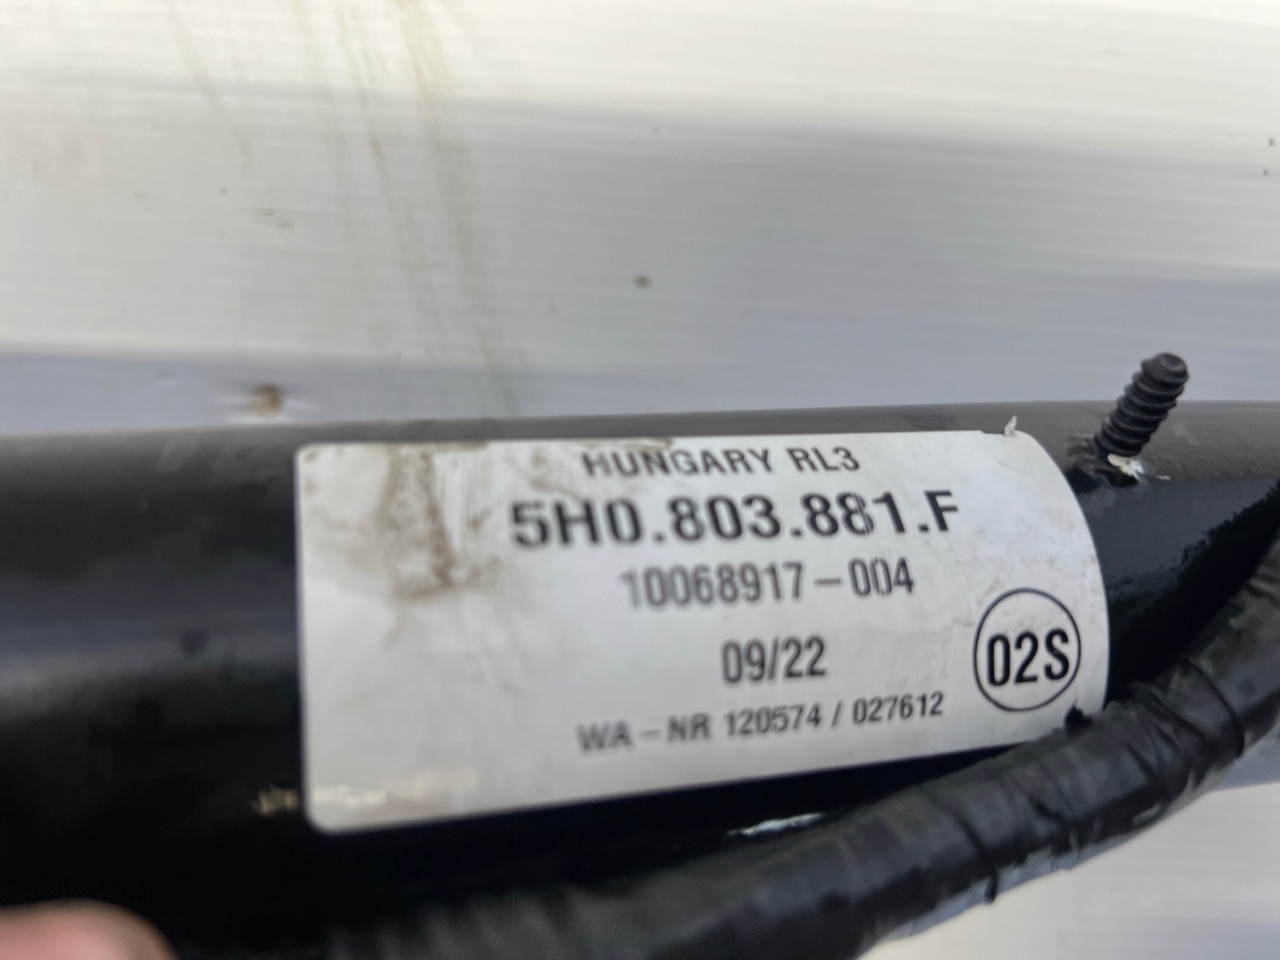 HUNGARY RL3
5H0.803.881.F
10068917-004
09/22
02S
WA-NR 120574 / 027612